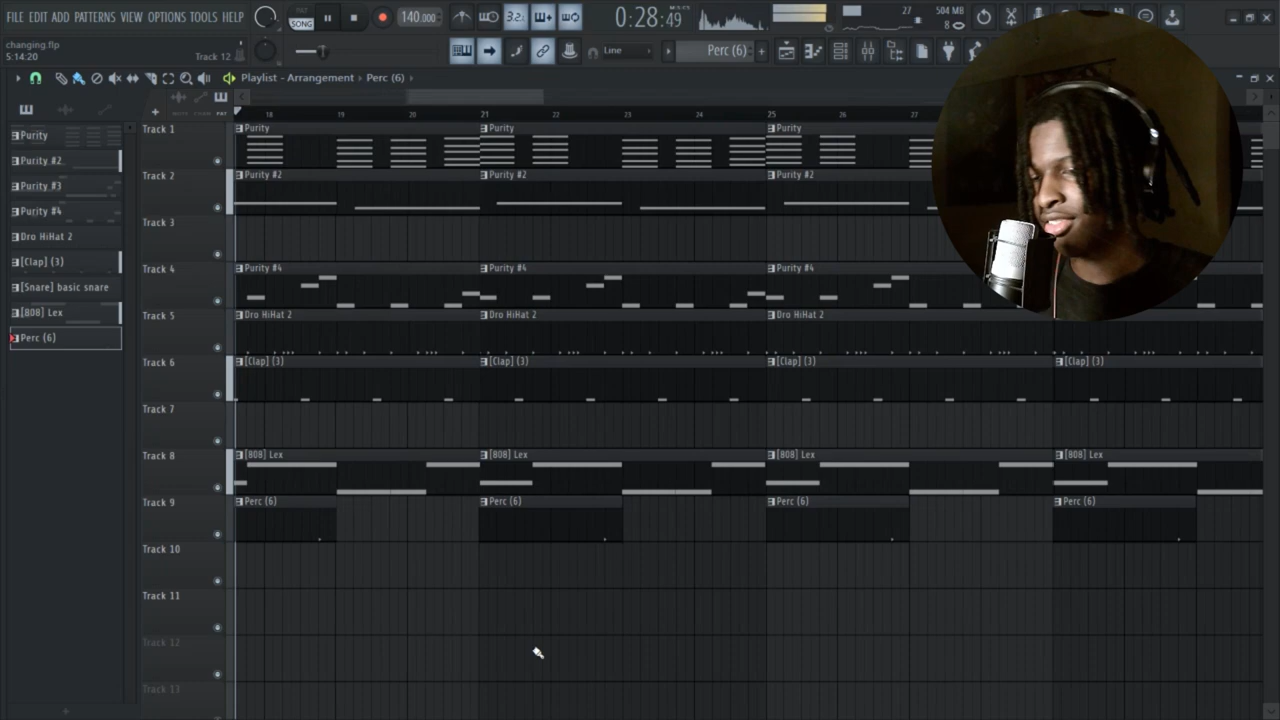 FILE EDIT ADD PATTERNS VIEW OPTIONS TOOLS HELP
PAT
SONG
140.000
3.2.
0:28:49
27
504 MB
8
changing.flp
5:14:20
Track 12
Line
Perc (6)
Playlist - Arrangement
Perc (6)
18 19 20 21 22 23 24 25 26 27
Purity
Purity #2
Purity #3
Purity #4
Dro HiHat 2
[Clap] (3)
[Snare] basic snare
[808] Lex
Perc (6)
Track 1
Purity
Purity
Purity
Track 2
Purity #2
Purity #2
Purity #2
Track 3
Track 4
Purity #4
Purity #4
Purity #4
Track 5
Dro HiHat 2
Dro HiHat 2
Dro HiHat 2
Track 6
[Clap] (3)
[Clap] (3)
[Clap] (3)
[Clap] (3)
Track 7
Track 8
[808] Lex
[808] Lex
[808] Lex
[808] Lex
Track 9
Perc (6)
Perc (6)
Perc (6)
Perc (6)
Track 10
Track 11
Track 12
Track 13